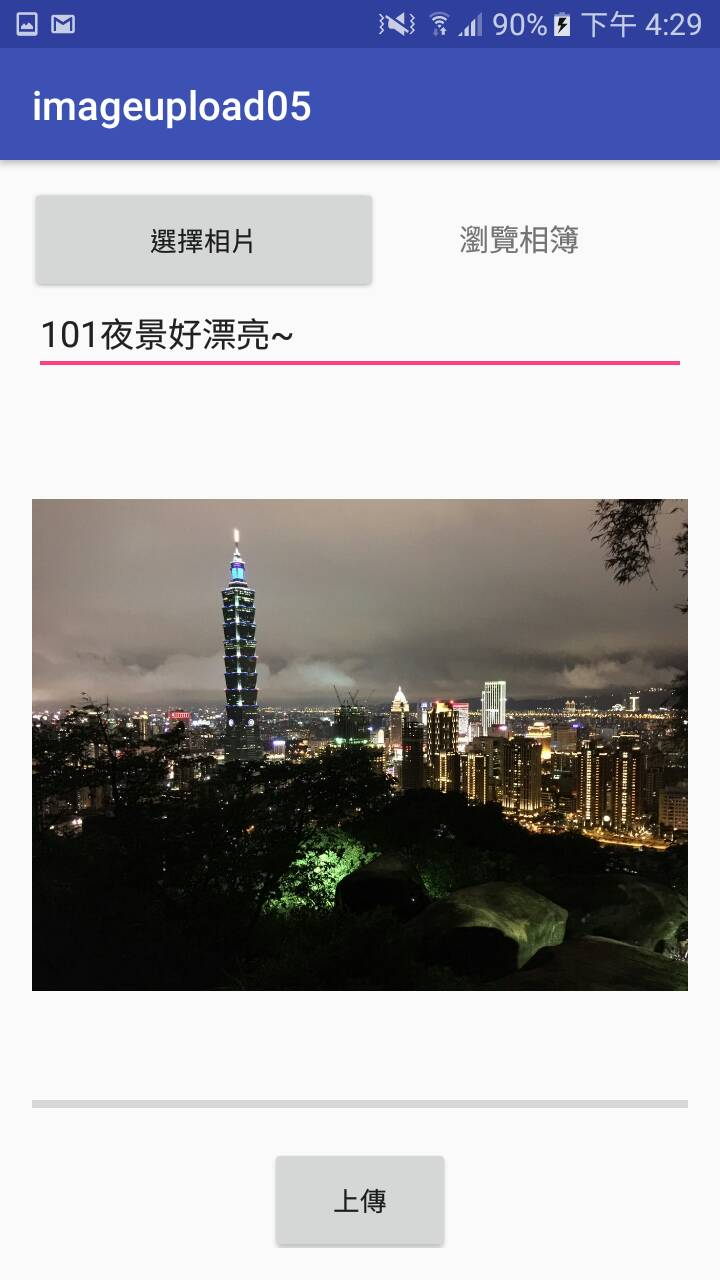 90% 下午 4:29
imageupload05
選擇相片
瀏覽相簿
101夜景好漂亮~
上傳